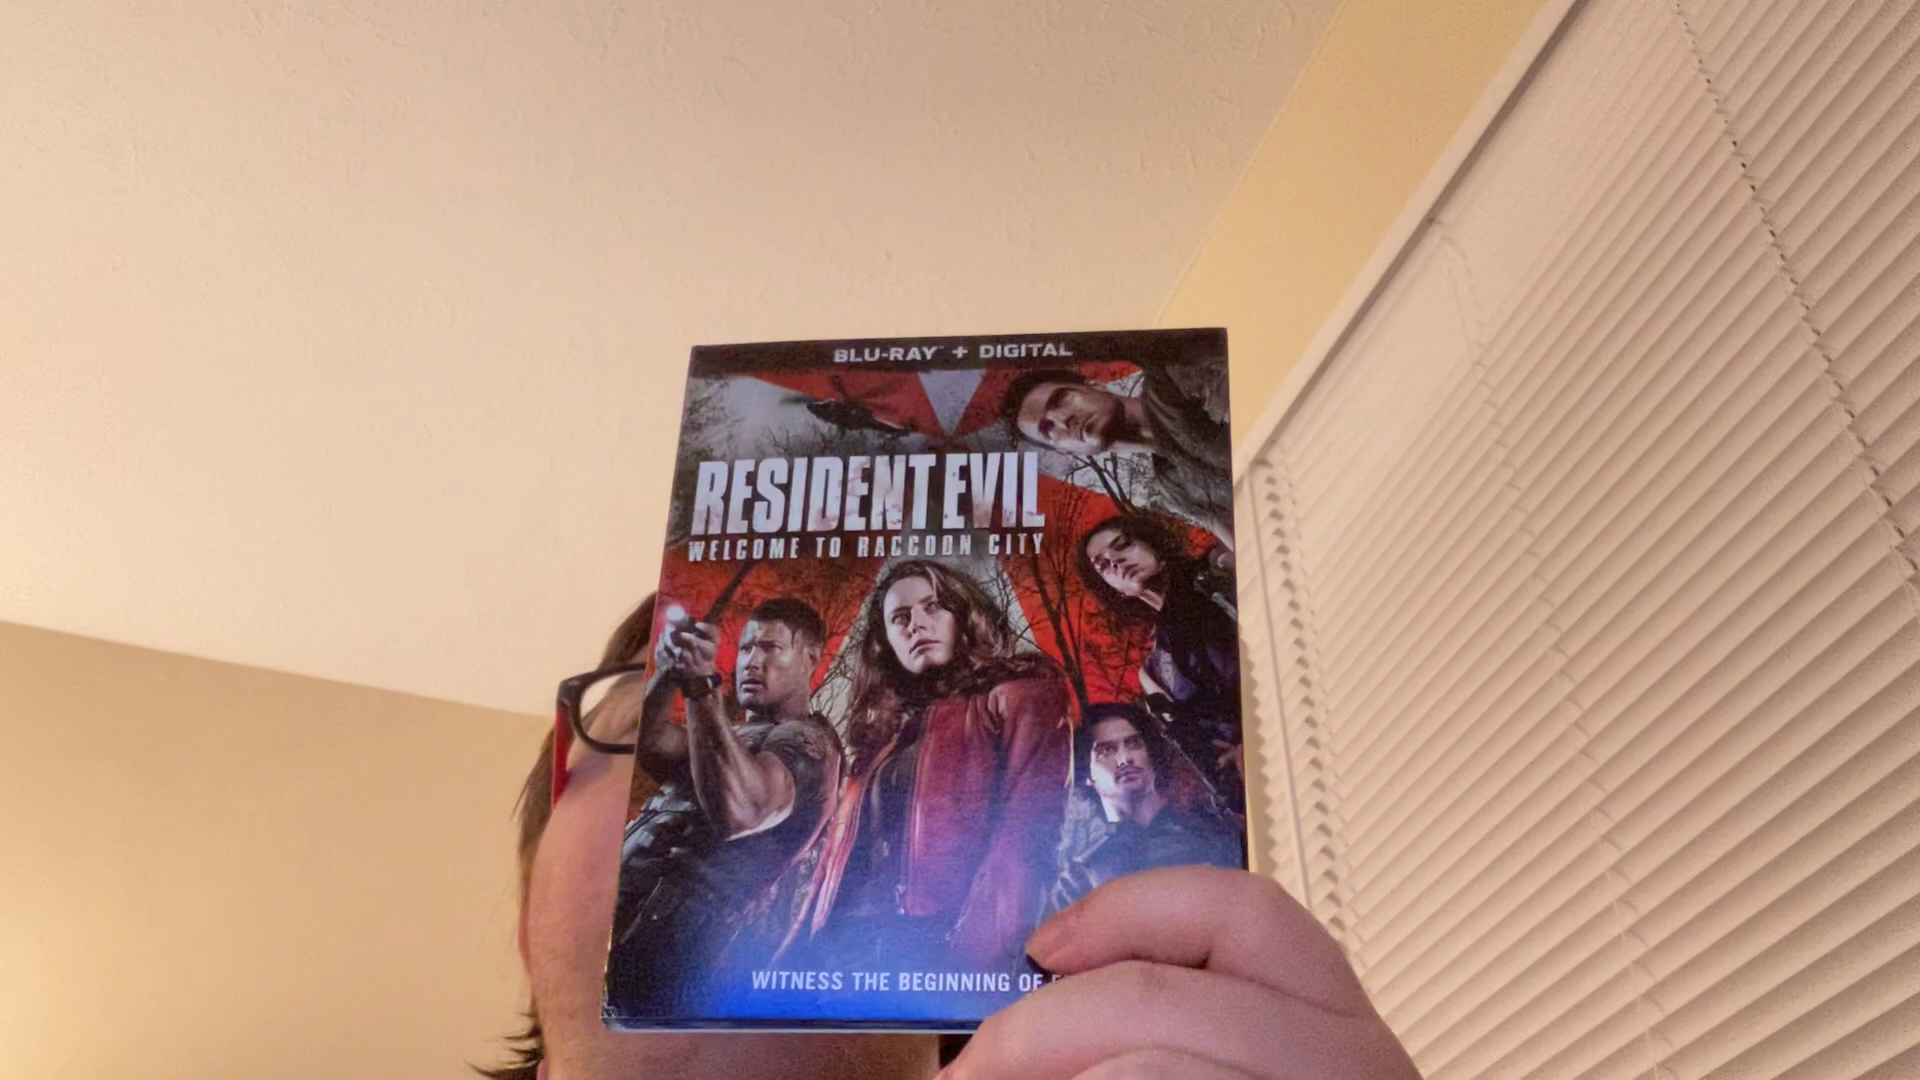 BLU-RAY™ + DIGITAL
RESIDENT EVIL
WELCOME TO RACCOON CITY
WITNESS THE BEGINNING OF